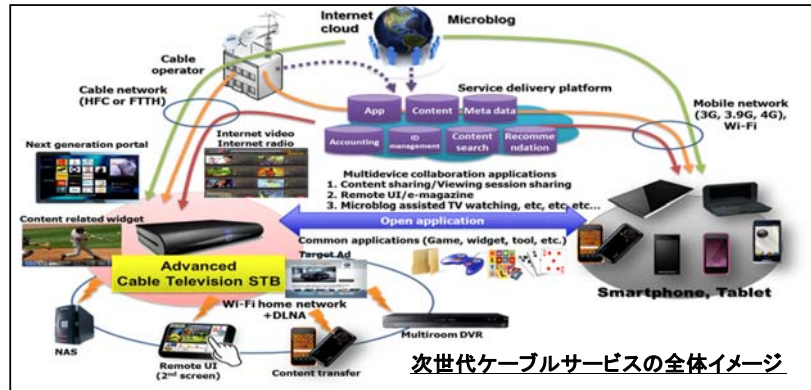 Internet
cloud
Microblog
Cable
operator
Cable network
(HFC or FTTH)
Service delivery platform
App
Content
Meta data
Mobile network
(3G, 3.9G, 4G),
Wi-Fi
Accounting
ID
management
Content
search
Recomme
ndation
Next generation portal
Internet video
Internet radio
Multidevice collaboration applications
1. Content sharing/Viewing session sharing
2. Remote UI/e-magazine
3. Microblog assisted TV watching, etc, etc, etc...
Content related widget
Open application
Common applications (Game, widget, tool, etc.)
Target Ad
Advanced
Cable Television STB
Smartphone, Tablet
Wi-Fi home network
+DLNA
NAS
Remote UI
(2nd screen)
Content transfer
Multiroom DVR
次世代ケーブルサービスの全体イメージ